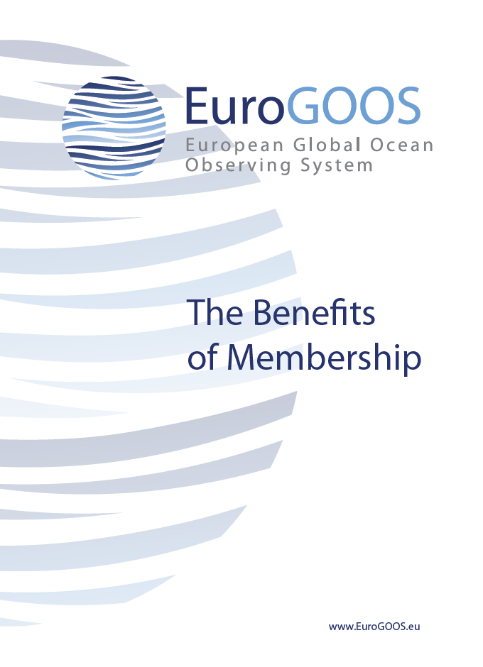 EuroGOOS
European Global Ocean
Observing System
The Benefits
of Membership
www.EuroGOOS.eu